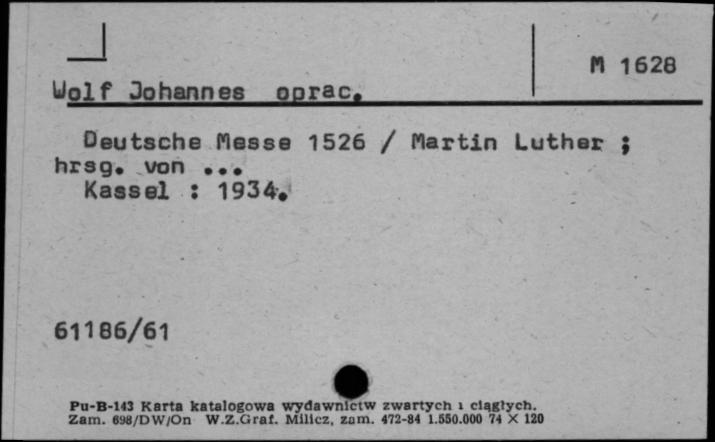 M 1628
Wolf Johannes oprac.
Deutsche Messe 1526 / Martin Luther ;
hrsg. von ...
Kassel : 1934.
61186/61
Pu-B-143 Karta katalogowa wydawnictw zwartych i ciągłych.
Zam. 698/DW/On W.Z.Graf. Milicz, zam. 472-84 1.550.000 74 × 120